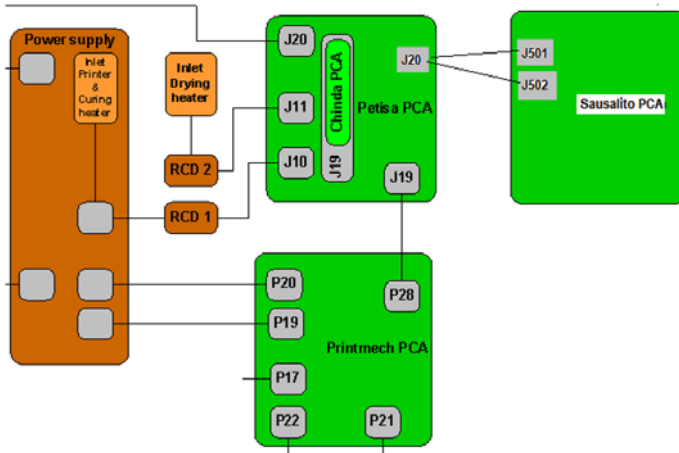 Power supply
Inlet
Printer
&
Curing
heater
Inlet
Drying
heater
RCD 2
RCD 1
J20
J11
J10
Chinda PCA
J19
J20
Petisa PCA
J19
J501
J502
Sausalito PCA
P20
P19
P28
Printmech PCA
P17
P22
P21